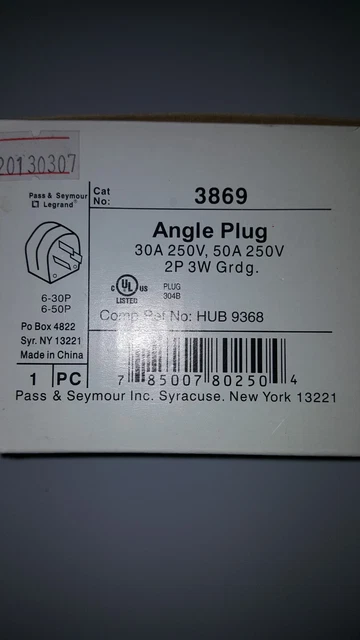 20130307
Pass & Seymour
Legrand
Cat
No:
3869
Angle Plug
30A 250V, 50A 250V
2P 3W Grdg.
C UL US
LISTED
PLUG
304B
6-30P
6-50P
Comp Ref No: HUB 9368
Po Box 4822
Syr. NY 13221
Made in China
1 PC
7 85007 80250 4
Pass & Seymour Inc. Syracuse. New York 13221